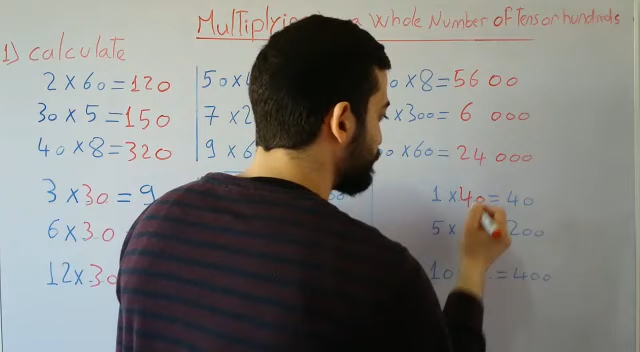 Multiplying a Whole Number of Tens or hundreds
1) Calculate
2 × 60 = 120
30 × 5 = 150
40 × 8 = 320
3 × 30 = 9
6 × 30
12 × 30
50 ×
7 × 2
9 × 6
0 × 8 = 5600
× 300 = 6 000
00 × 60 = 24 000
1 × 40 = 40
5 × 200
10 = 400